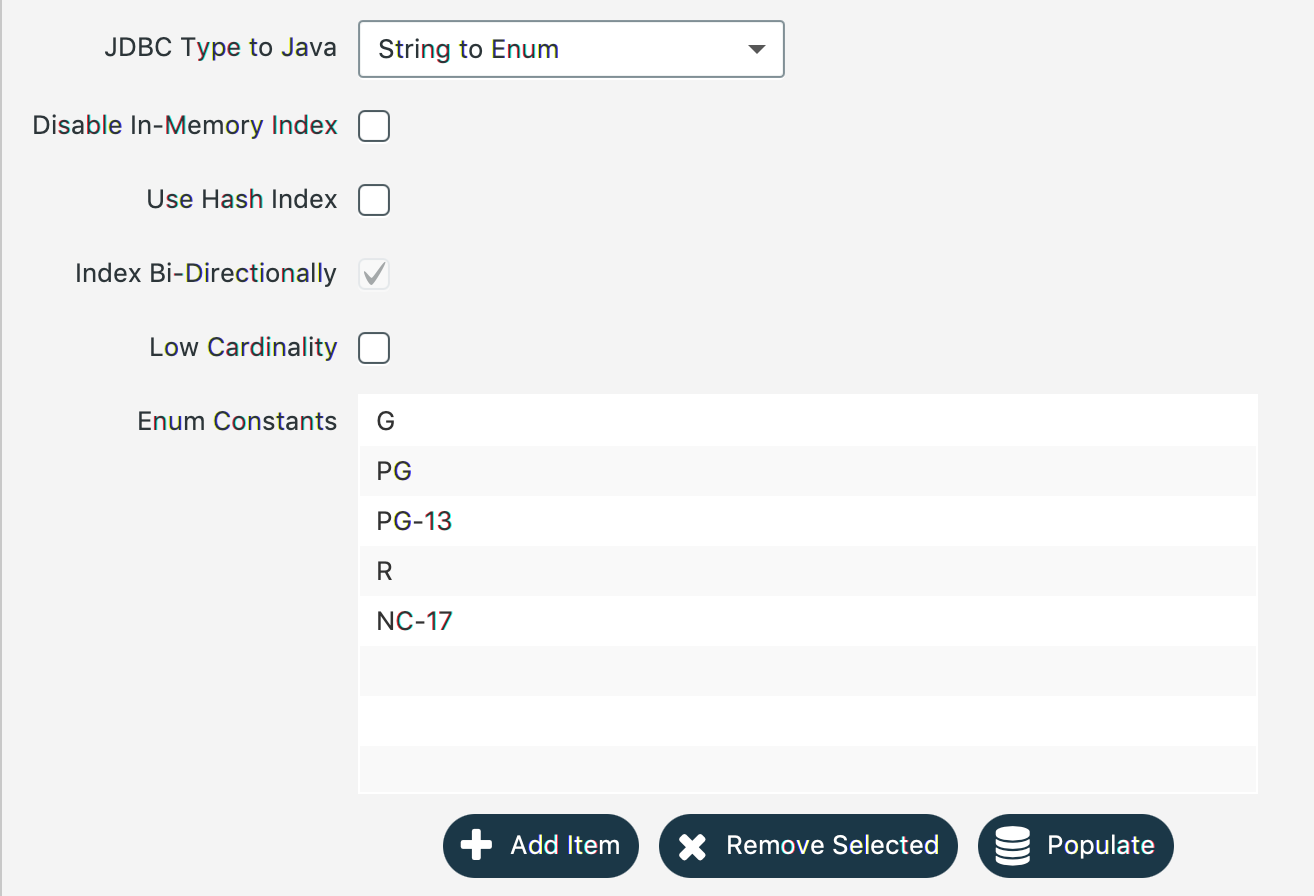 JDBC Type to Java String to Enum
Disable In-Memory Index
Use Hash Index
Index Bi-Directionally
Low Cardinality
Enum Constants G
PG
PG-13
R
NC-17
Add Item Remove Selected Populate